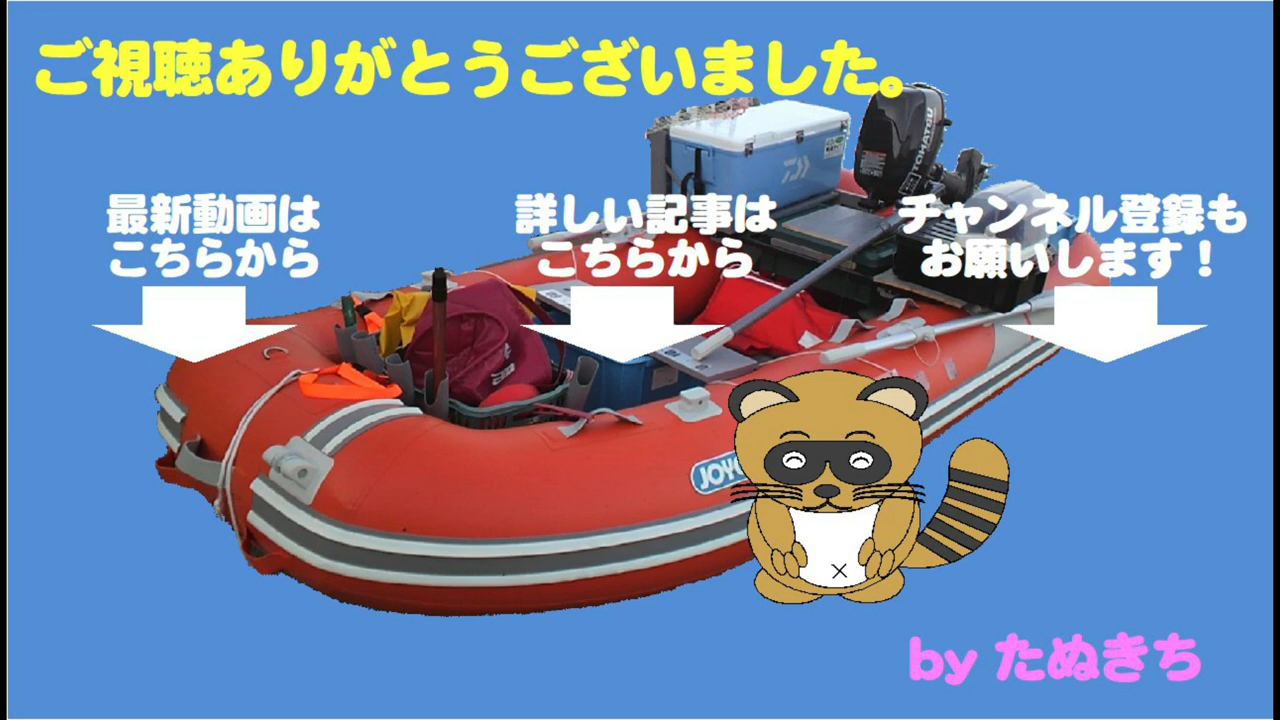 ご視聴ありがとうございました。
最新動画は
こちらから
詳しい記事は
こちらから
チャンネル登録も
お願いします！
TOHATSU
by たぬきち